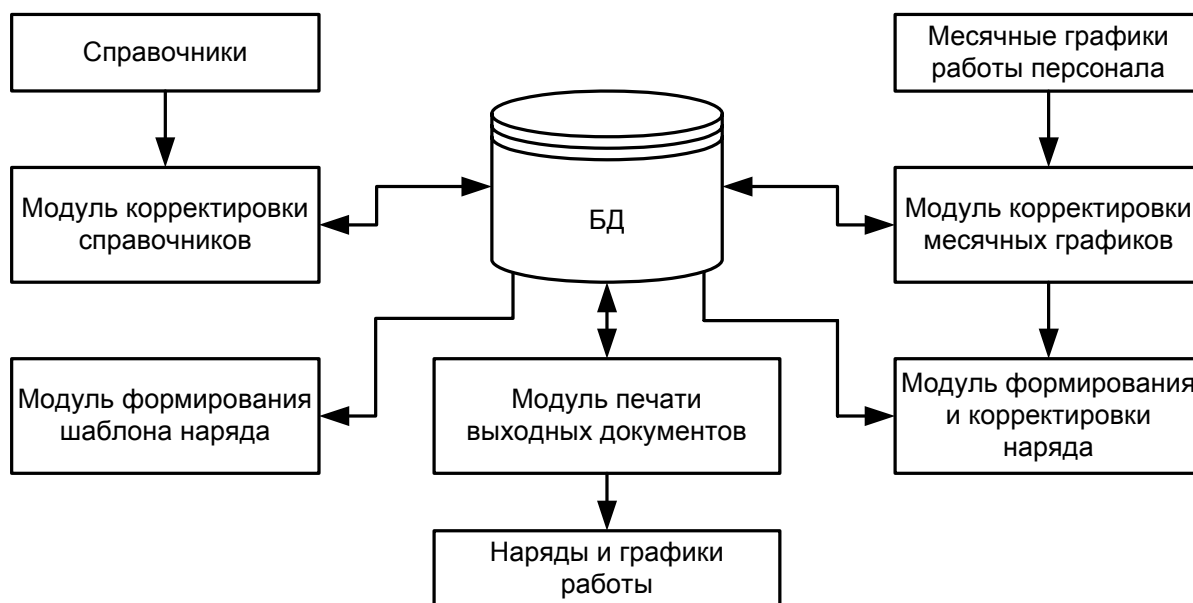 Справочники
Месячные графики
работы персонала
Модуль корректировки
справочников
БД
Модуль корректировки
месячных графиков
Модуль формирования
шаблона наряда
Модуль печати
выходных документов
Модуль формирования
и корректировки
наряда
Наряды и графики
работы